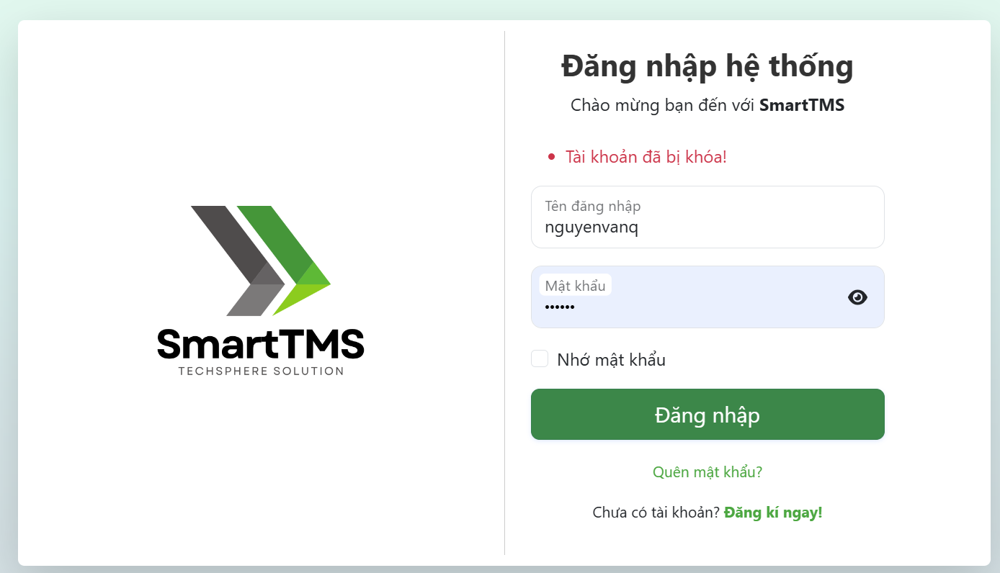 SmartTMS
TECHSPHERE SOLUTION
Đăng nhập hệ thống
Chào mừng bạn đến với SmartTMS
Tài khoản đã bị khóa!
Tên đăng nhập
nguyenvanq
Mật khẩu
••••••
Nhớ mật khẩu
Đăng nhập
Quên mật khẩu?
Chưa có tài khoản? Đăng kí ngay!